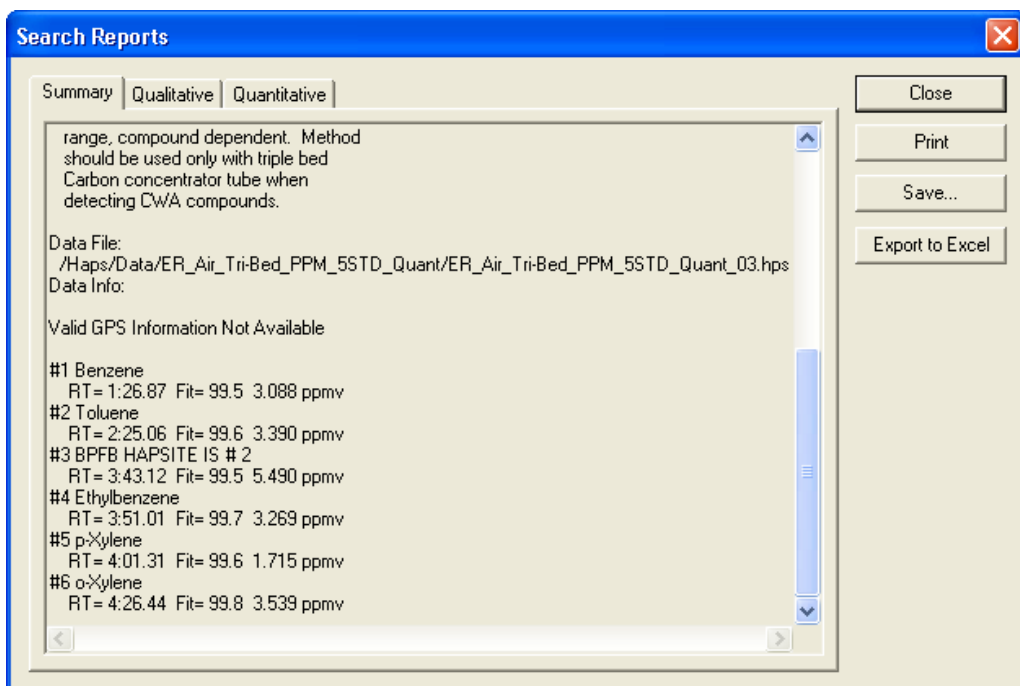 Search Reports
Summary
Qualitative
Quantitative
range, compound dependent. Method
should be used only with triple bed
Carbon concentrator tube when
detecting CWA compounds.
Data File:
/Haps/Data/ER_Air_Tri-Bed_PPM_5STD_Quant/ER_Air_Tri-Bed_PPM_5STD_Quant_03.hps
Data Info:
Valid GPS Information Not Available
#1 Benzene
RT= 1:26.87 Fit= 99.5 3.088 ppmv
#2 Toluene
RT= 2:25.06 Fit= 99.6 3.390 ppmv
#3 BPFB HAPSITE IS # 2
RT= 3:43.12 Fit= 99.5 5.490 ppmv
#4 Ethylbenzene
RT= 3:51.01 Fit= 99.7 3.269 ppmv
#5 p-Xylene
RT= 4:01.31 Fit= 99.6 1.715 ppmv
#6 o-Xylene
RT= 4:26.44 Fit= 99.8 3.539 ppmv
Close
Print
Save...
Export to Excel